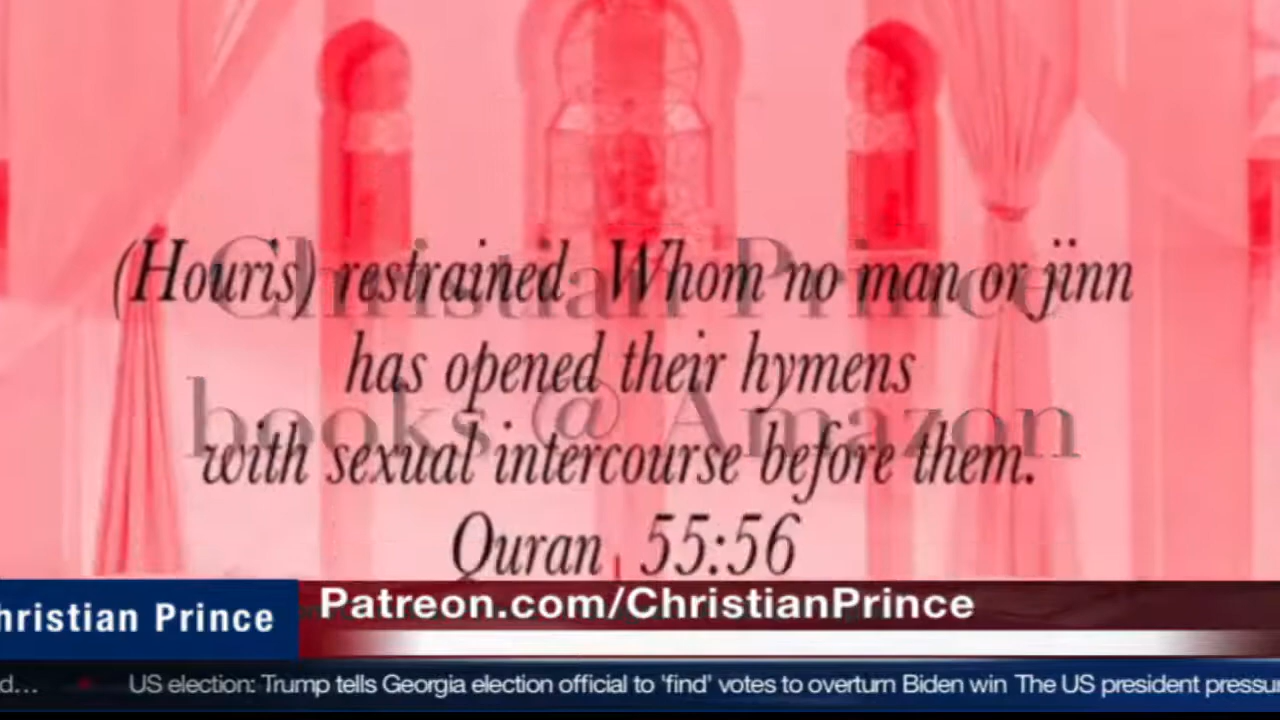 (Houris) restrained Whom no man or jinn
Christian Prince
has opened their hymens
books @ Amazon
with sexual intercourse before them.
Quran 55:56
hristian Prince
Patreon.com/ChristianPrince
d... US election: Trump tells Georgia election official to 'find' votes to overturn Biden win The US president pressu